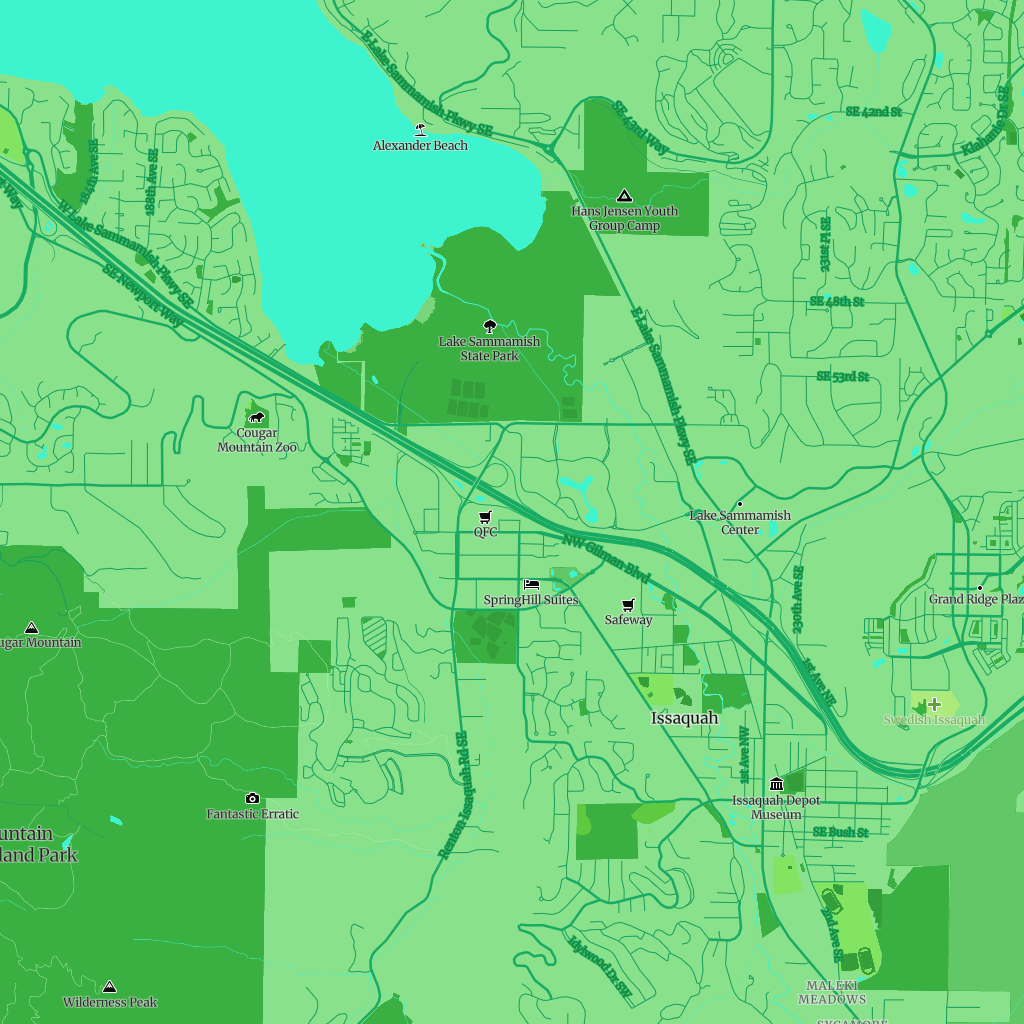 E Lake Sammamish Pkwy SE
Alexander Beach
SE 43rd Way
SE 42nd St
Klahanie Dr SE
184th Ave SE
188th Ave SE
Hans Jensen Youth
Group Camp
W Lake Sammamish Pkwy SE
SE Newport Way
231st Pl SE
SE 48th St
Lake Sammamish
State Park
E Lake Sammamish Pkwy SE
SE 53rd St
Cougar
Mountain Zoo
Lake Sammamish
Center
QFC
NW Gilman Blvd
SpringHill Suites
Safeway
230th Ave SE
Grand Ridge Plaz
ugar Mountain
1st Ave NE
Issaquah
Swedish Issaquah
1st Ave NW
Renton Issaquah Rd SE
Issaquah Depot
Museum
Fantastic Erratic
SE Bush St
untain
land Park
2nd Ave SE
Idylwood Dr SW
Wilderness Peak
MALEKI
MEADOWS
SYCAMORE